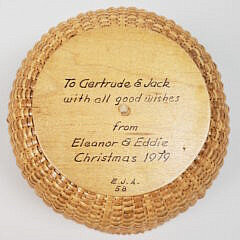 To Gertrude & Jack
with all good wishes
from
Eleanor & Eddie
Christmas 1979
E.J.A.
58